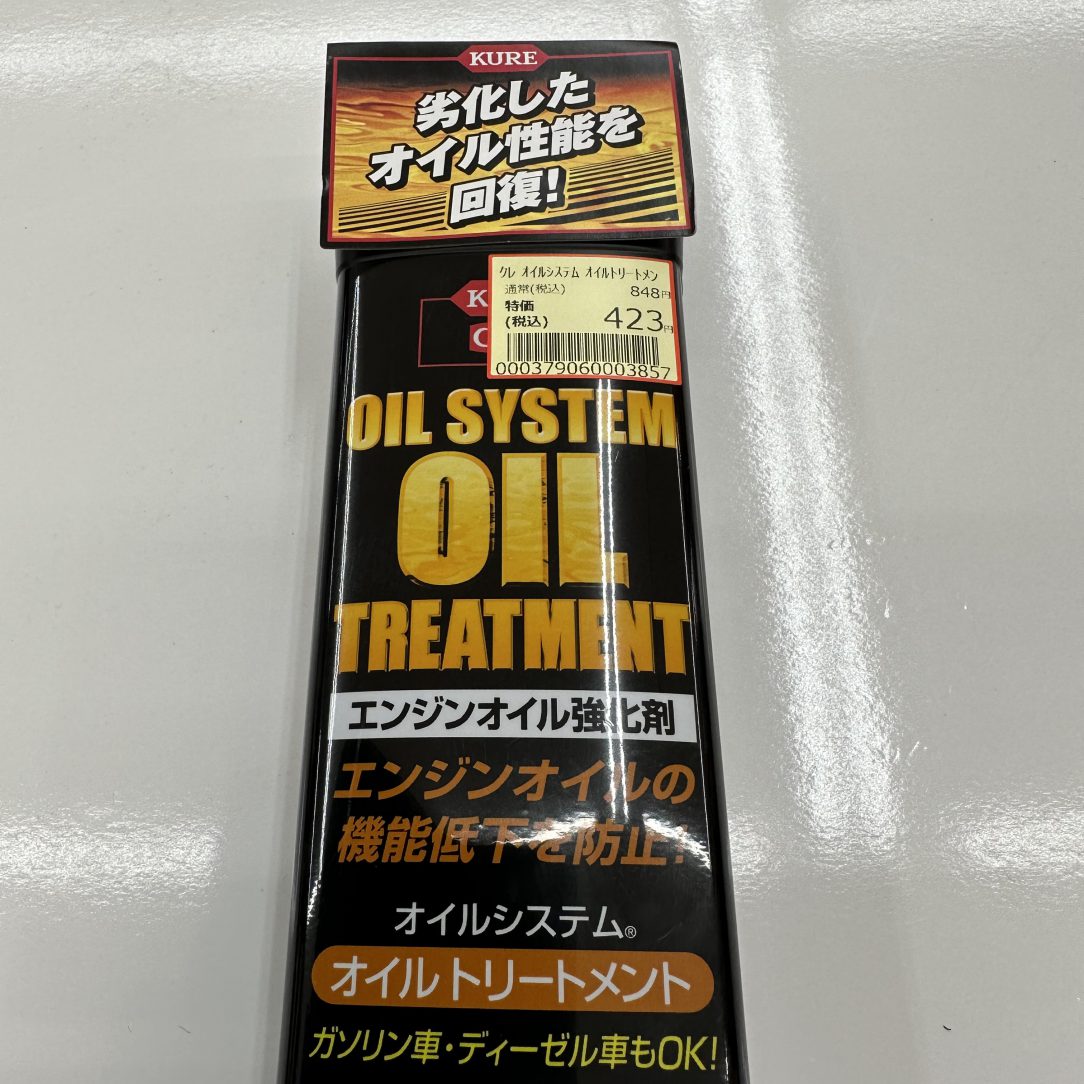 KURE
劣化した
オイル性能を
回復!
クレ オイルシステム オイルトリートメン
通常(税込) 848円
特価
(税込) 423円
000379060003857
OIL SYSTEM
OIL
TREATMENT
エンジンオイル強化剤
エンジンオイルの
機能低下を防止!
オイルシステム®
オイルトリートメント
ガソリン車・ディーゼル車もOK!